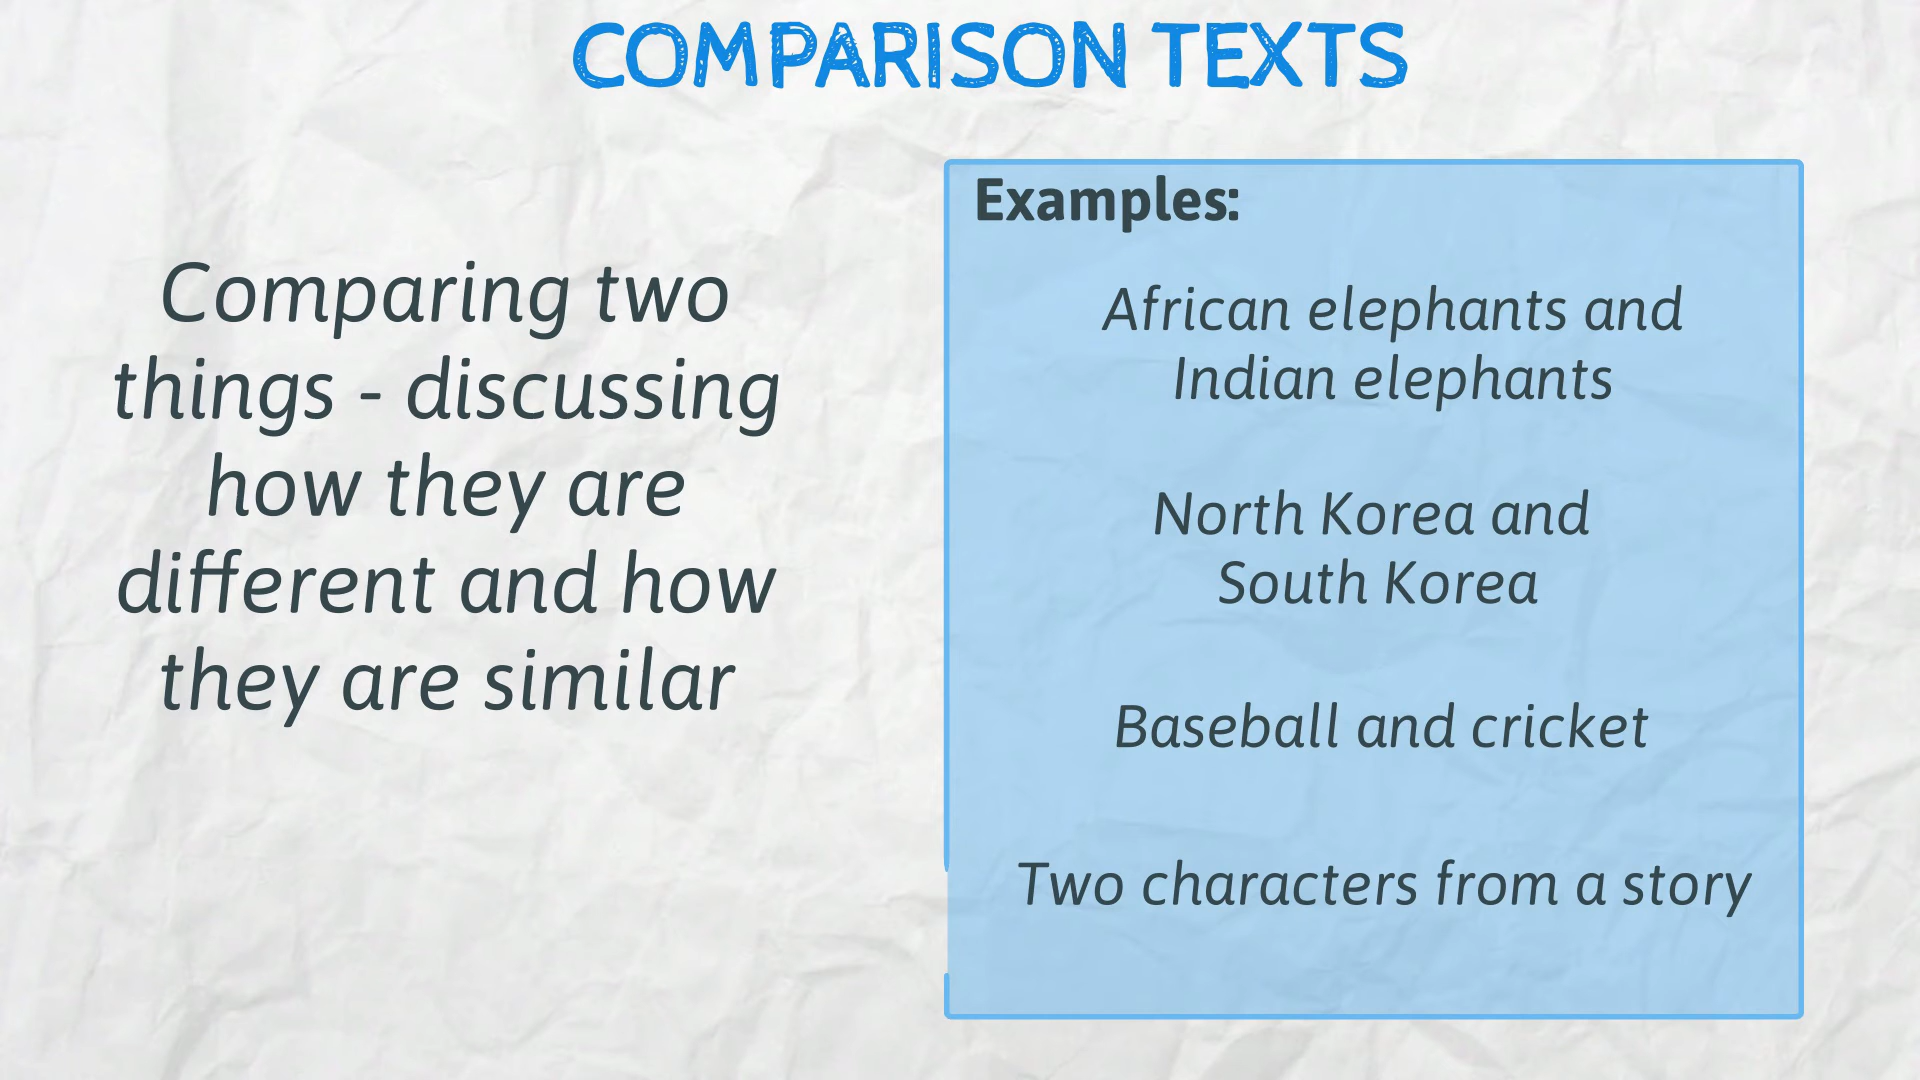 COMPARISON TEXTS
Comparing two
things - discussing
how they are
different and how
they are similar
Examples:
African elephants and
Indian elephants
North Korea and
South Korea
Baseball and cricket
Two characters from a story